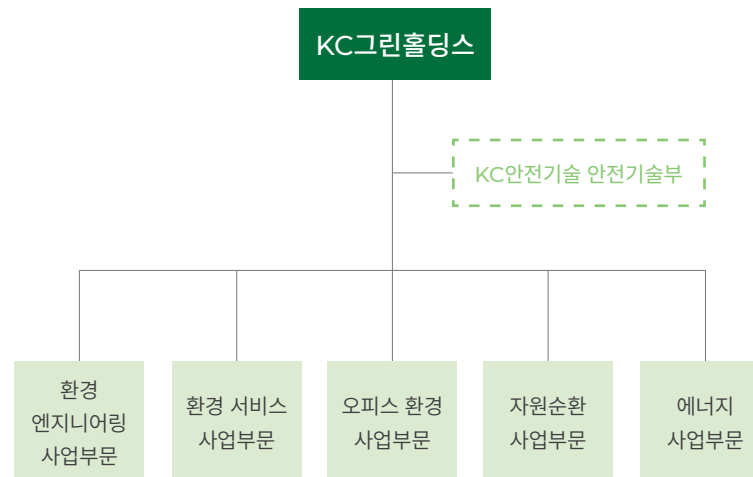 KC그린홀딩스
KC안전기술 안전기술부
환경
엔지니어링
사업부문
환경 서비스
사업부문
오피스 환경
사업부문
자원순환
사업부문
에너지
사업부문